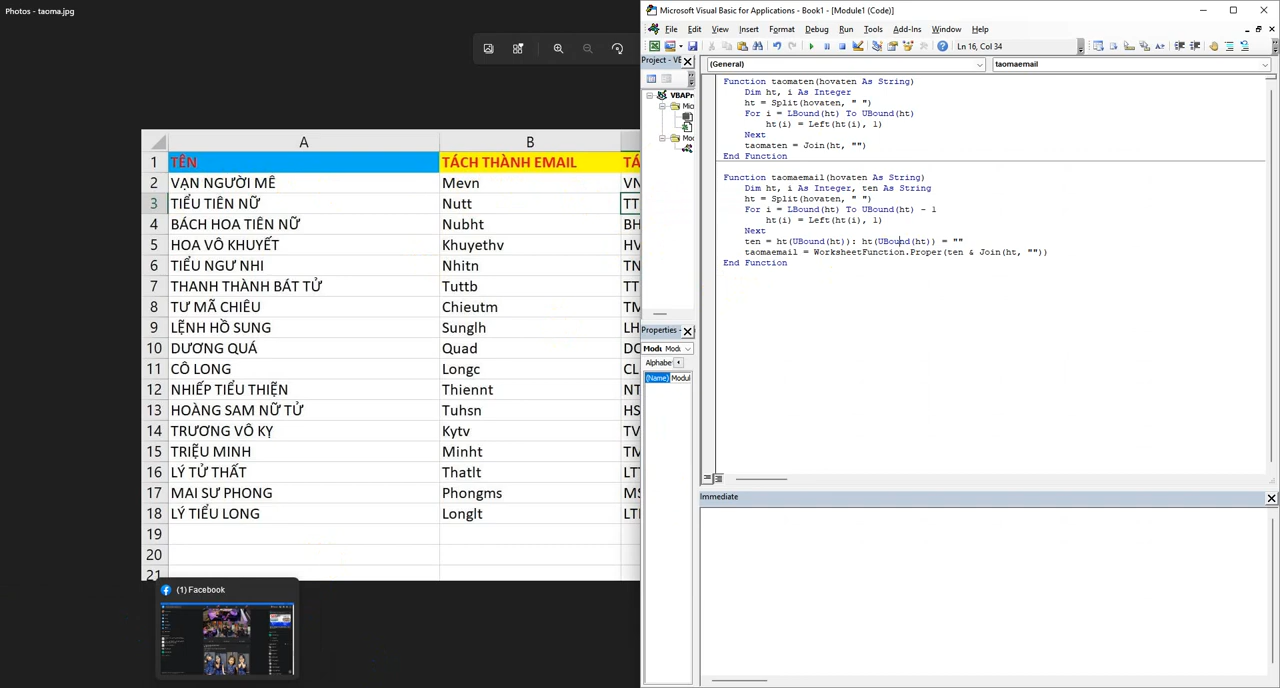 Photos - taoma.jpg
A B
1 TÊN TÁCH THÀNH EMAIL TÁ
2 VẠN NGƯỜI MÊ Mevn VN
3 TIỂU TIÊN NỮ Nutt TT
4 BÁCH HOA TIÊN NỮ Nubht BH
5 HOA VÔ KHUYẾT Khuyethv HV
6 TIỂU NGƯ NHI Nhitn TN
7 THANH THÀNH BÁT TỬ Tuttb TT
8 TƯ MÃ CHIÊU Chieutm TM
9 LỆNH HỒ SUNG Sunglh LH
10 DƯƠNG QUÁ Quad
11 CÔ LONG Longc CL
12 NHIẾP TIỂU THIỆN Thiennt NT
13 HOÀNG SAM NỮ TỬ Tuhsn HS
14 TRƯƠNG VÔ KỴ Kytv TV
15 TRIỆU MINH Minht TM
16 LÝ TỬ THẤT Thatlt LT
17 MAI SƯ PHONG Phongms MS
18 LÝ TIỂU LONG Longlt LT
19
20
21
(1) Facebook
Microsoft Visual Basic for Applications - Book1 - [Module1 (Code)]
File Edit View Insert Format Debug Run Tools Add-Ins Window Help
Ln 16, Col 34
Project - VB
(General) taomaemail
VBAPr
Mic
Mo
Function taomaten(hovaten As String)
Dim ht, i As Integer
ht = Split(hovaten, " ")
For i = LBound(ht) To UBound(ht)
ht(i) = Left(ht(i), 1)
Next
taomaten = Join(ht, "")
End Function
Function taomaemail(hovaten As String)
Dim ht, i As Integer, ten As String
ht = Split(hovaten, " ")
For i = LBound(ht) To UBound(ht) - 1
ht(i) = Left(ht(i), 1)
Next
ten = ht(UBound(ht)): ht(UBound(ht)) = ""
taomaemail = WorksheetFunction.Proper(ten & Join(ht, ""))
End Function
Properties -
Modu Modu
Alphabe
(Name) Modul
Immediate